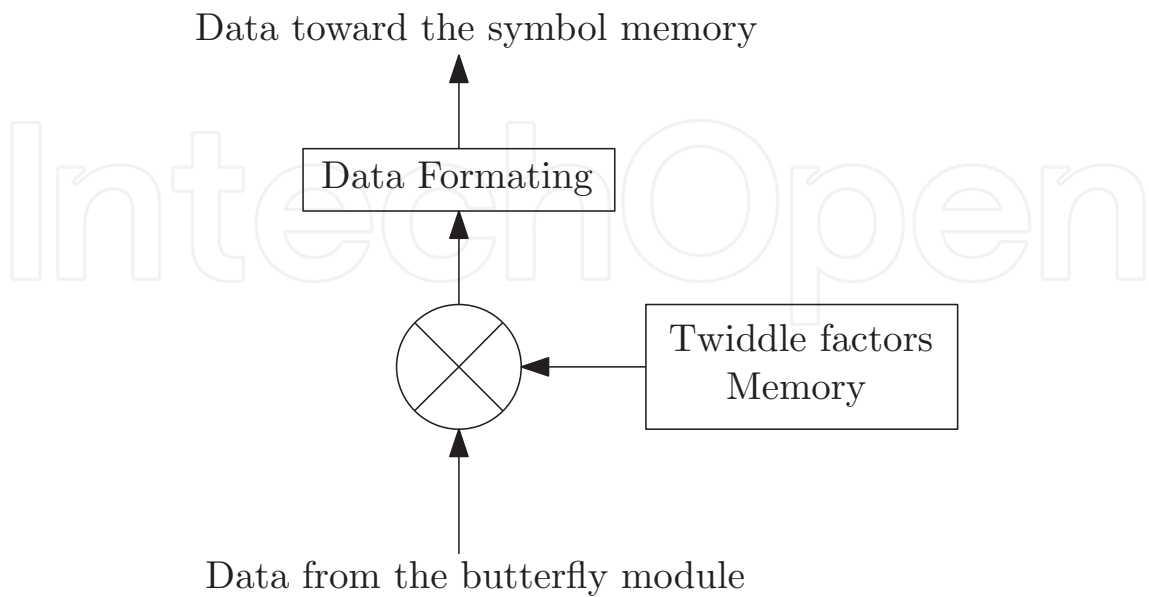 Data toward the symbol memory
Data Formating
Twiddle factors
Memory
Data from the butterfly module
IntechOpen